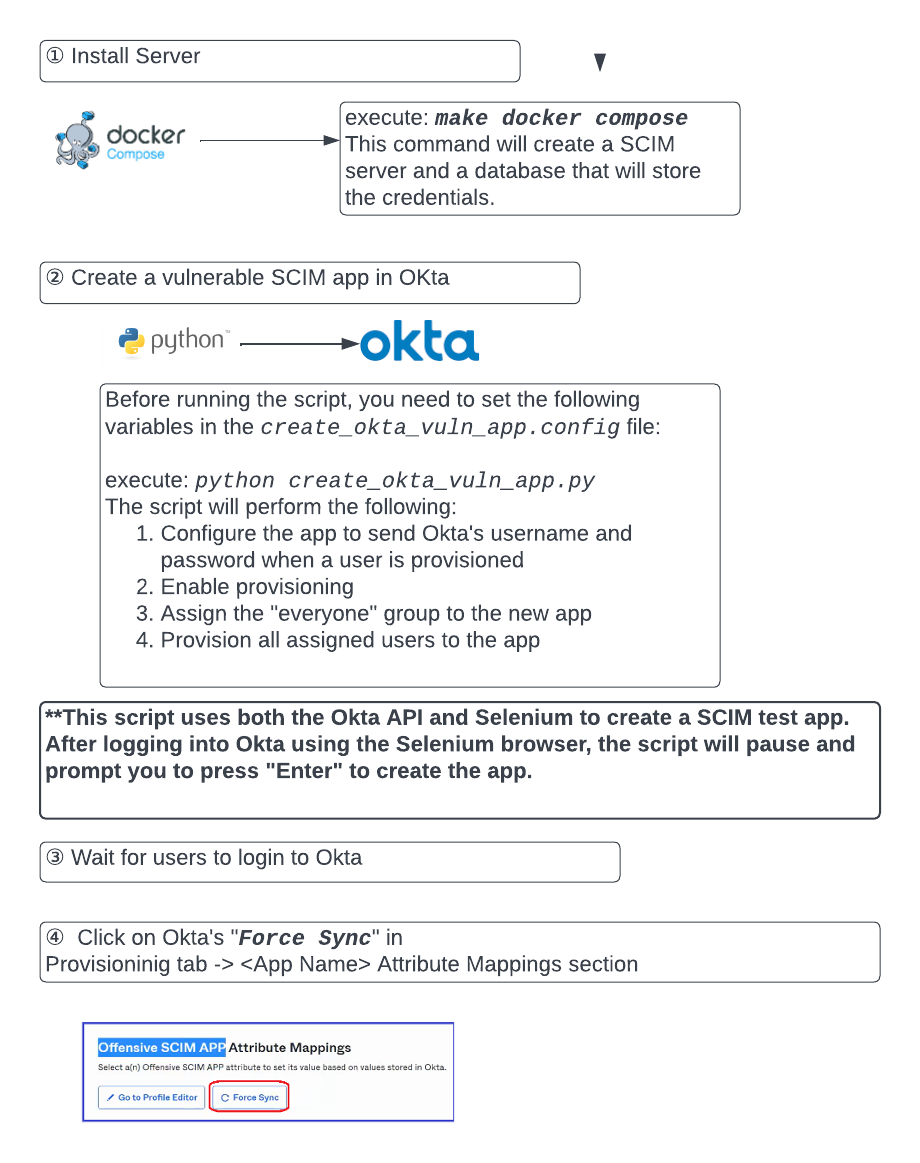 ① Install Server
docker
Compose
execute: make docker compose
This command will create a SCIM
server and a database that will store
the credentials.
② Create a vulnerable SCIM app in OKta
python™
okta
Before running the script, you need to set the following
variables in the create_okta_vuln_app.config file:
execute: python create_okta_vuln_app.py
The script will perform the following:
1. Configure the app to send Okta's username and
password when a user is provisioned
2. Enable provisioning
3. Assign the "everyone" group to the new app
4. Provision all assigned users to the app
**This script uses both the Okta API and Selenium to create a SCIM test app.
After logging into Okta using the Selenium browser, the script will pause and
prompt you to press "Enter" to create the app.
③ Wait for users to login to Okta
④ Click on Okta's "Force Sync" in
Provisioninig tab -> <App Name> Attribute Mappings section
Offensive SCIM APP Attribute Mappings
Select a(n) Offensive SCIM APP attribute to set its value based on values stored in Okta.
Go to Profile Editor
Force Sync